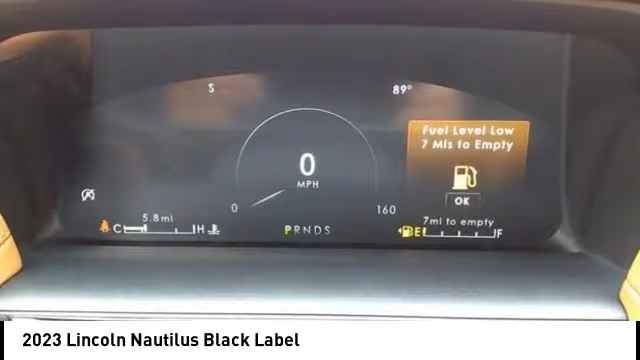 S
89°
Fuel Level Low
7 MIs to Empty
0
MPH
OK
0
160
5.8mi
7mi to empty
C H
PRNDS
E F
2023 Lincoln Nautilus Black Label